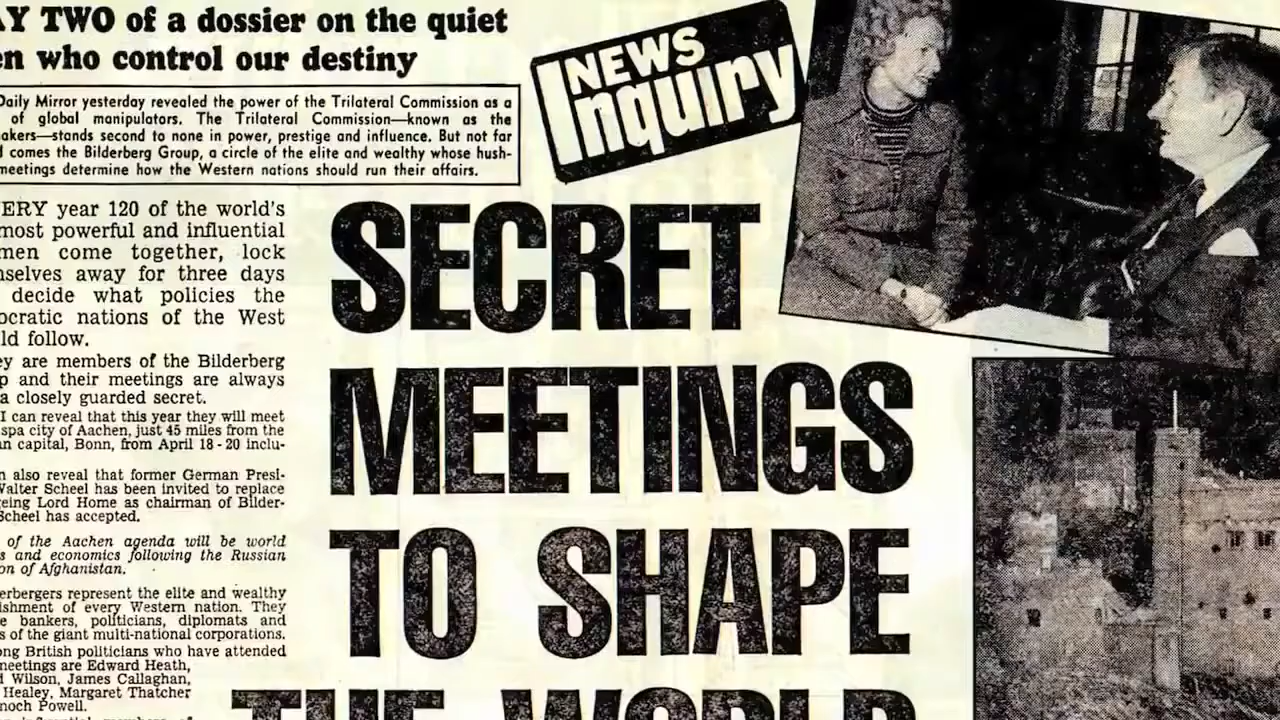 AY TWO of a dossier on the quiet
en who control our destiny
Daily Mirror yesterday revealed the power of the Trilateral Commission as a
of global manipulators. The Trilateral Commission—known as the
akers—stands second to none in power, prestige and influence. But not far
comes the Bilderberg Group, a circle of the elite and wealthy whose hush-
meetings determine how the Western nations should run their affairs.
NEWS
Inquiry
ERY year 120 of the world's
most powerful and influential
men come together, lock
mselves away for three days
decide what policies the
ocratic nations of the West
ld follow.
ey are members of the Bilderberg
p and their meetings are always
a closely guarded secret.
I can reveal that this year they will meet
spa city of Aachen, just 45 miles from the
an capital, Bonn, from April 18-20 inclu-
n also reveal that former German Presi-
Walter Scheel has been invited to replace
geing Lord Home as chairman of Bilder-
Scheel has accepted.
of the Aachen agenda will be world
s and economics following the Russian
on of Afghanistan.
erbergers represent the elite and wealthy
ishment of every Western nation. They
e bankers, politicians, diplomats and
s of the giant multi-national corporations.
ong British politicians who have attended
meetings are Edward Heath,
d Wilson, James Callaghan,
Healey, Margaret Thatcher
noch Powell.
influential members of
SECRET
MEETINGS
TO SHAPE
THE WORLD